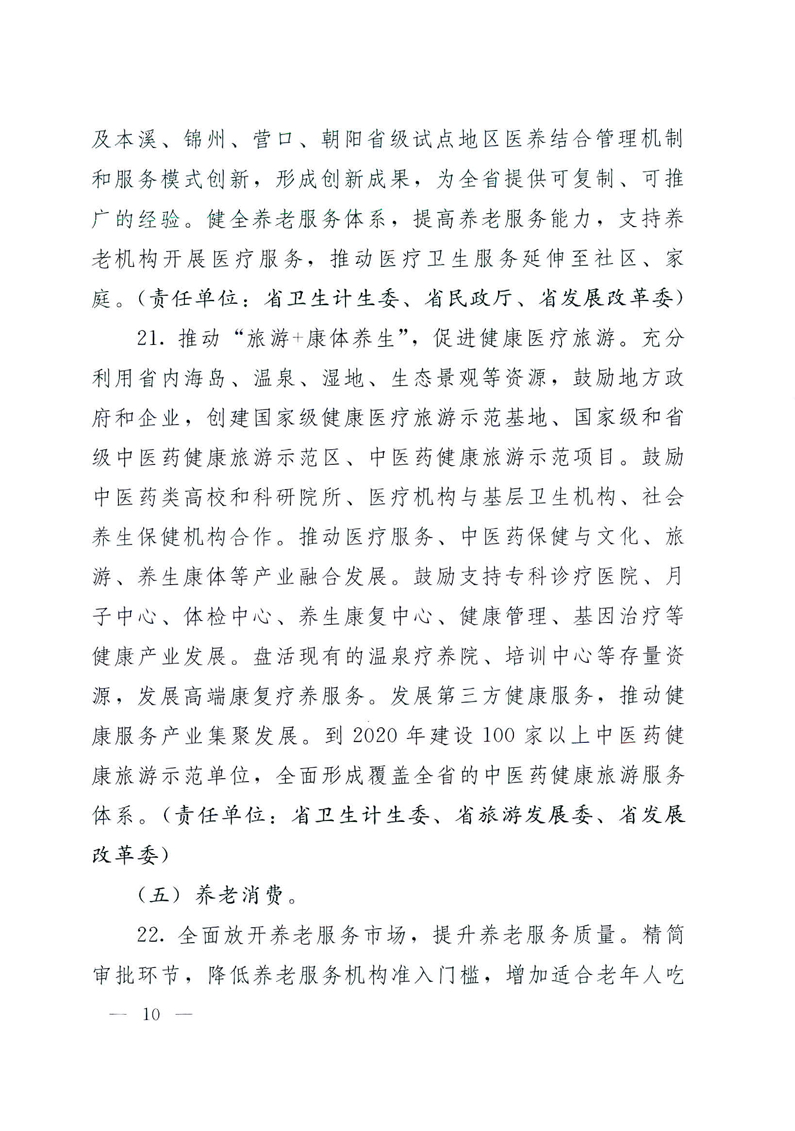 及本溪、锦州、营口、朝阳省级试点地区医养结合管理机制
和服务模式创新，形成创新成果，为全省提供可复制、可推
广的经验。健全养老服务体系，提高养老服务能力，支持养
老机构开展医疗服务，推动医疗卫生服务延伸至社区、家
庭。（责任单位：省卫生计生委、省民政厅、省发展改革委）
21. 推动“旅游+康体养生”，促进健康医疗旅游。充分
利用省内海岛、温泉、湿地、生态景观等资源，鼓励地方政
府和企业，创建国家级健康医疗旅游示范基地、国家级和省
级中医药健康旅游示范区、中医药健康旅游示范项目。鼓励
中医药类高校和科研院所、医疗机构与基层卫生机构、社会
养生保健机构合作。推动医疗服务、中医药保健与文化、旅
游、养生康体等产业融合发展。鼓励支持专科诊疗医院、月
子中心、体检中心、养生康复中心、健康管理、基因治疗等
健康产业发展。盘活现有的温泉疗养院、培训中心等存量资
源，发展高端康复疗养服务。发展第三方健康服务，推动健
康服务产业集聚发展。到 2020 年建设 100 家以上中医药健
康旅游示范单位，全面形成覆盖全省的中医药健康旅游服务
体系。（责任单位：省卫生计生委、省旅游发展委、省发展
改革委）
（五）养老消费。
22. 全面放开养老服务市场，提升养老服务质量。精简
审批环节，降低养老服务机构准入门槛，增加适合老年人吃
— 10 —